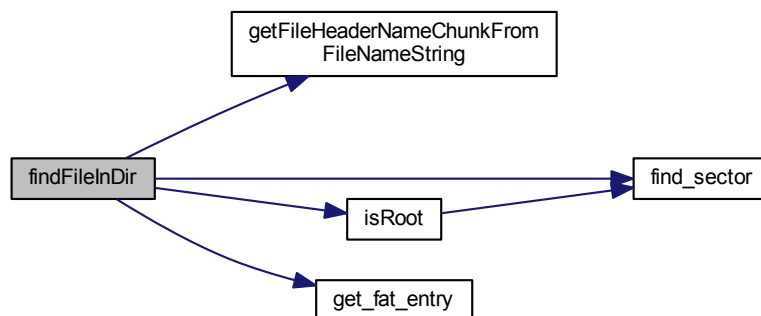 getFileHeaderNameChunkFrom
FileNameString
findFileInDir
find_sector
isRoot
get_fat_entry